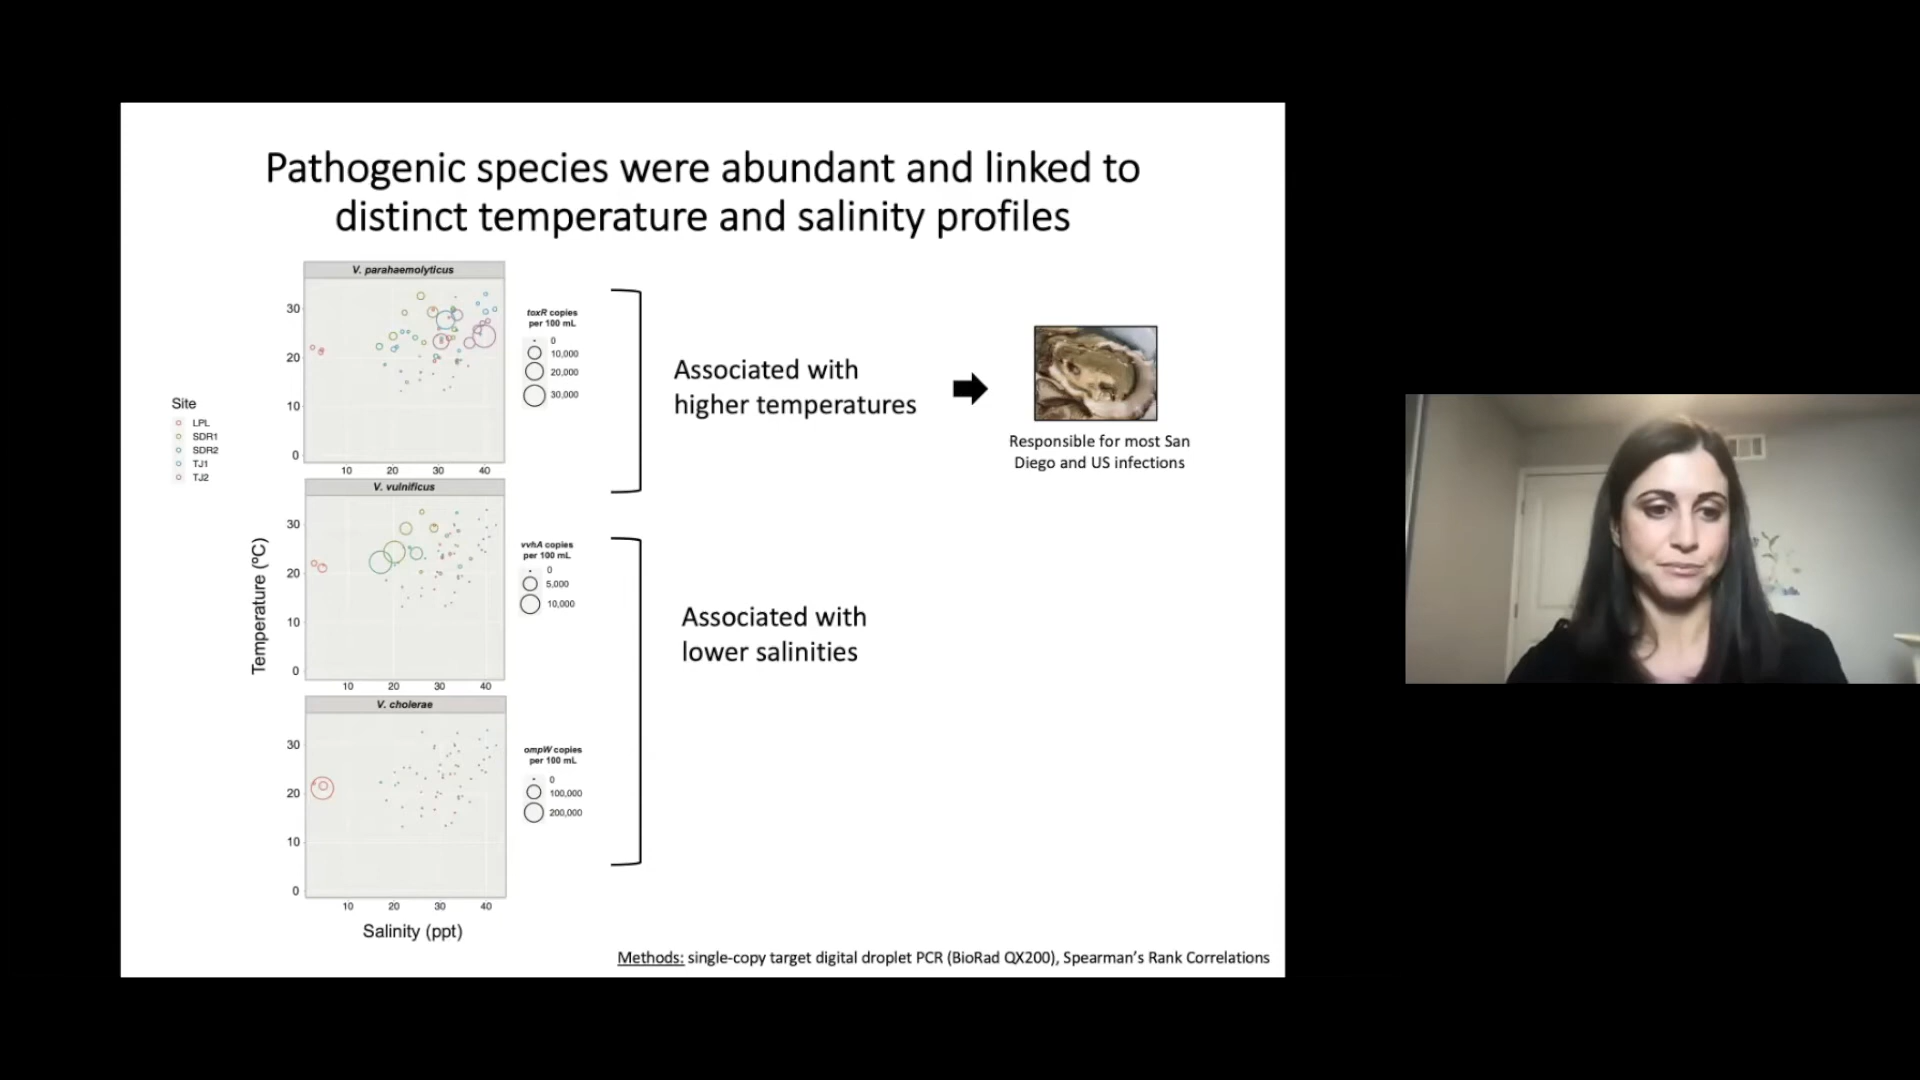 Pathogenic species were abundant and linked to
distinct temperature and salinity profiles
Site
LPL
SDR1
SDR2
TJ1
TJ2
Temperature (ºC)
V. parahaemolyticus
30
20
10
0
10 20 30 40
toxR copies
per 100 mL
0
10,000
20,000
30,000
V. vulnificus
30
20
10
0
10 20 30 40
vvhA copies
per 100 mL
0
5,000
10,000
V. cholerae
30
20
10
0
10 20 30 40
ompW copies
per 100 mL
0
100,000
200,000
Salinity (ppt)
Associated with
higher temperatures
Responsible for most San
Diego and US infections
Associated with
lower salinities
Methods: single-copy target digital droplet PCR (BioRad QX200), Spearman's Rank Correlations